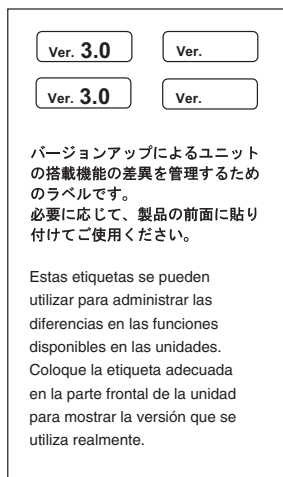 Ver. 3.0
Ver.
Ver. 3.0
Ver.
バージョンアップによるユニット
の搭載機能の差異を管理するため
のラベルです。
必要に応じて、製品の前面に貼り
付けてご使用ください。
Estas etiquetas se pueden
utilizar para administrar las
diferencias en las funciones
disponibles en las unidades.
Coloque la etiqueta adecuada
en la parte frontal de la unidad
para mostrar la versión que se
utiliza realmente.